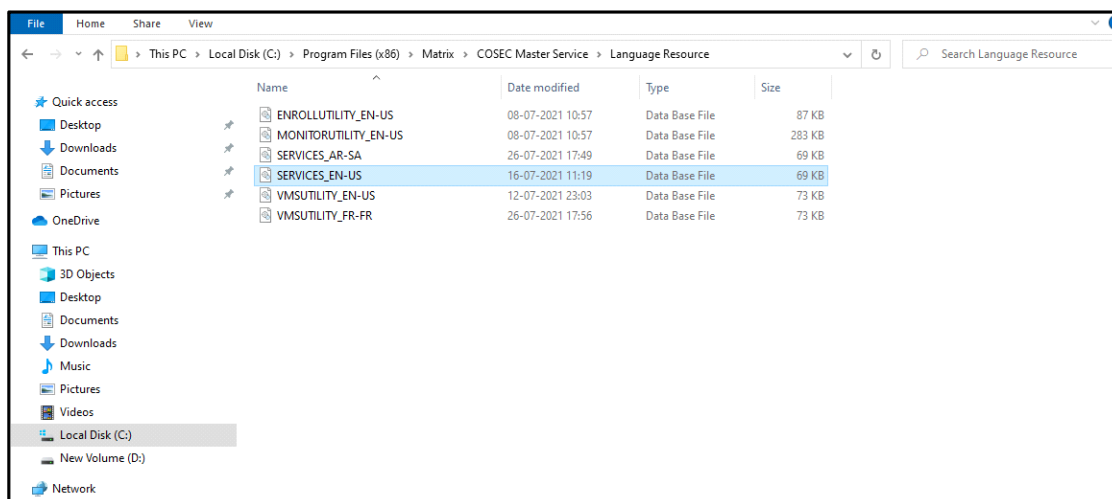 File Home Share View
This PC > Local Disk (C:) > Program Files (x86) > Matrix > COSEC Master Service > Language Resource
Search Language Resource
Name Date modified Type Size
ENROLLUTILITY_EN-US 08-07-2021 10:57 Data Base File 87 KB
MONITORUTILITY_EN-US 08-07-2021 10:57 Data Base File 283 KB
SERVICES_AR-SA 26-07-2021 17:49 Data Base File 69 KB
SERVICES_EN-US 16-07-2021 11:19 Data Base File 69 KB
VMSUTILITY_EN-US 12-07-2021 23:03 Data Base File 73 KB
VMSUTILITY_FR-FR 26-07-2021 17:56 Data Base File 73 KB
Quick access
Desktop
Downloads
Documents
Pictures
OneDrive
This PC
3D Objects
Desktop
Documents
Downloads
Music
Pictures
Videos
Local Disk (C:)
New Volume (D:)
Network